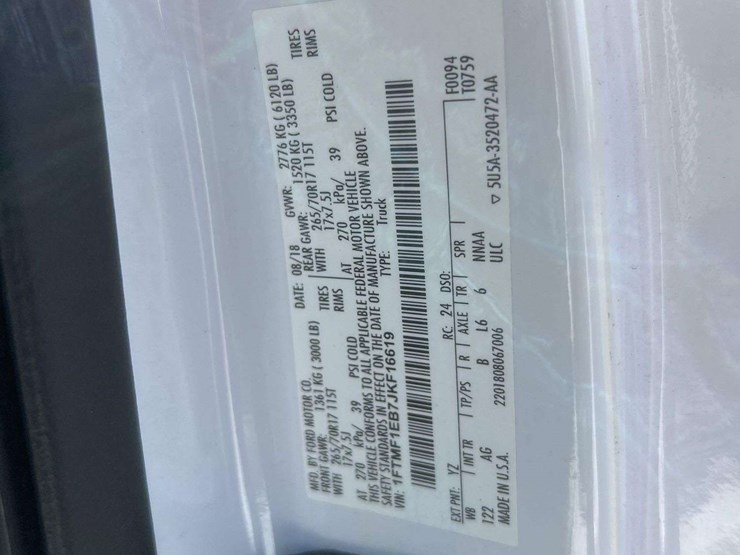 MFD. BY FORD MOTOR CO.
DATE: 08/18 GVWR: 2776 KG ( 6120 LB)
FRONT GAWR: 1361 KG ( 3000 LB) REAR GAWR: 1520 KG ( 3350 LB)
WITH 265/70R17 115T TIRES WITH 265/70R17 115T TIRES
17x7.5J RIMS 17x7.5J RIMS
AT 270 kPa/ 39 PSI COLD AT 270 kPa/ 39 PSI COLD
THIS VEHICLE CONFORMS TO ALL APPLICABLE FEDERAL MOTOR VEHICLE
SAFETY STANDARDS IN EFFECT ON THE DATE OF MANUFACTURE SHOWN ABOVE.
VIN: 1FTMF1EB7JKF16619 TYPE: Truck
EXT PNT: YZ RC: 24 DSO: F0094
WB INT TR TP/PS R AXLE TR SPR T0759
122 AG B L6 6 NNAA
2201808067006 ULC
MADE IN U.S.A. 5U5A-3520472-AA